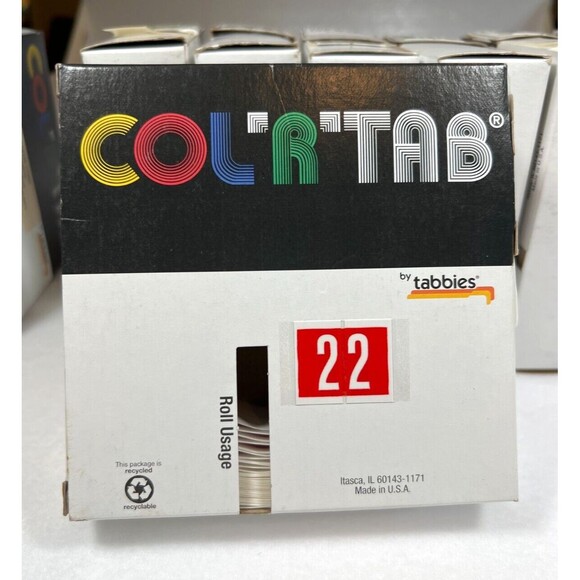 COL'R'TAB®
by tabbies®
22
Roll Usage
This package is
recycled
recyclable
Itasca, IL 60143-1171
Made in U.S.A.